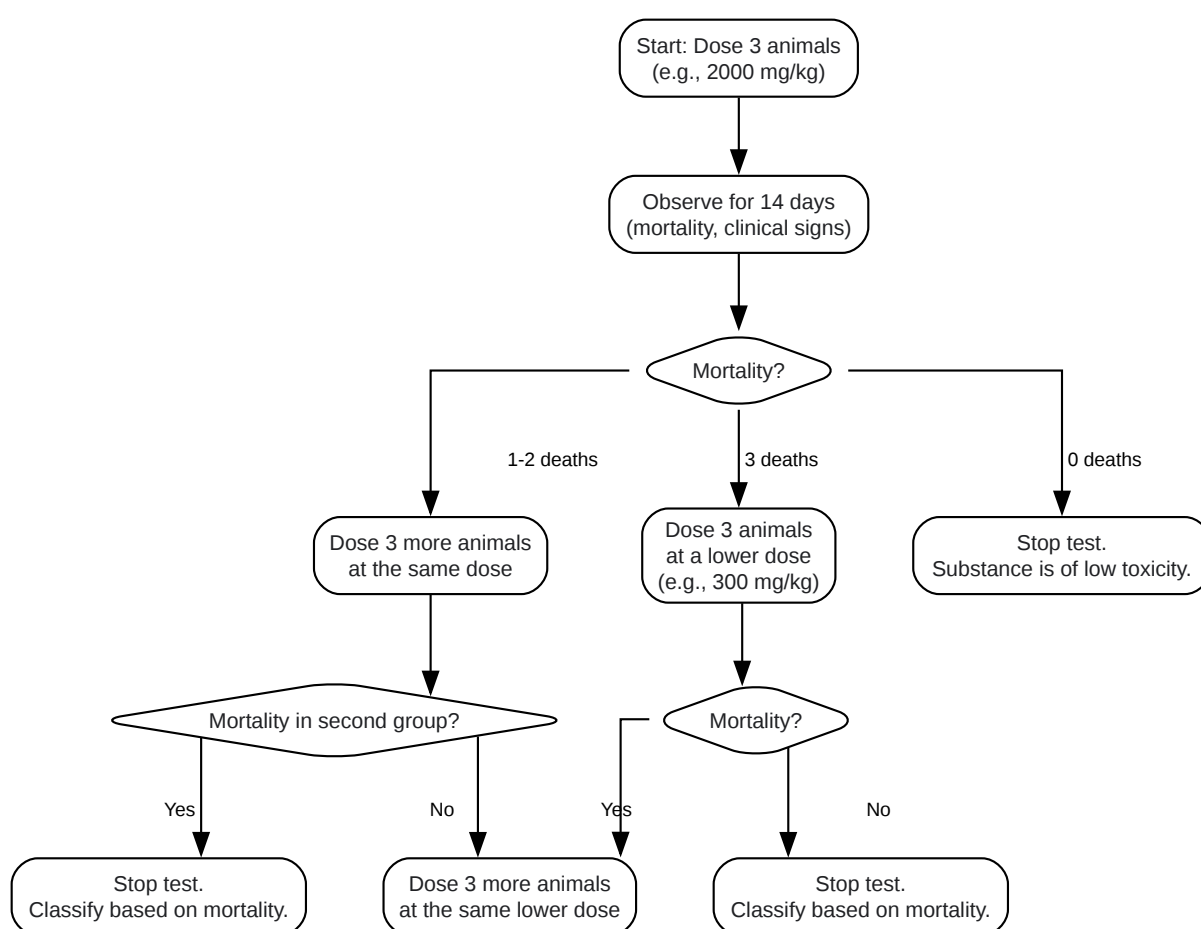 Start: Dose 3 animals
(e.g., 2000 mg/kg)
Observe for 14 days
(mortality, clinical signs)
Mortality?
1-2 deaths
3 deaths
0 deaths
Dose 3 more animals
at the same dose
Dose 3 animals
at a lower dose
(e.g., 300 mg/kg)
Stop test.
Substance is of low toxicity.
Mortality in second group?
Mortality?
Yes
No
Yes
No
Stop test.
Classify based on mortality.
Dose 3 more animals
at the same lower dose
Stop test.
Classify based on mortality.